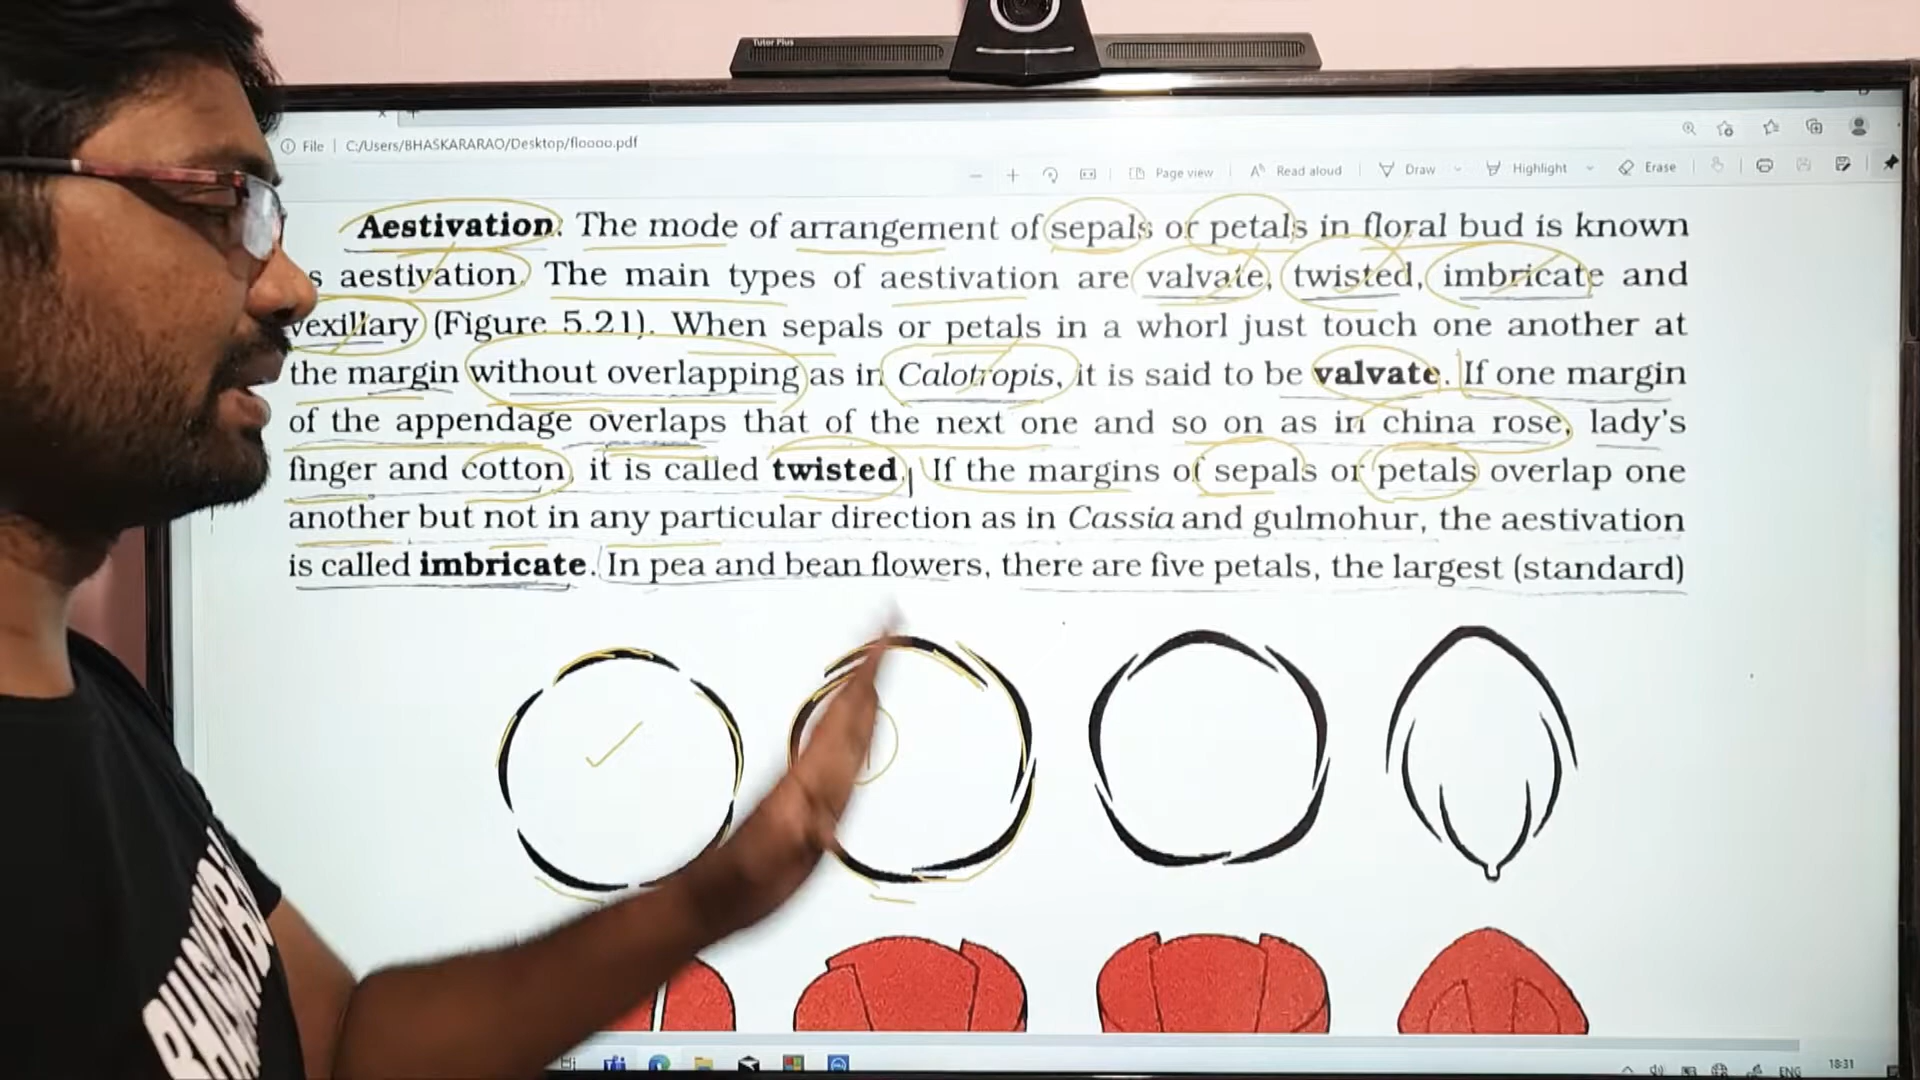 Tutor Plus
File | C:/Users/BHASKARARAO/Desktop/floooo.pdf
Page view
Read aloud
Draw
Highlight
Erase
Aestivation: The mode of arrangement of sepals or petals in floral bud is known
s aestivation. The main types of aestivation are valvate, twisted, imbricate and
vexillary (Figure 5.21). When sepals or petals in a whorl just touch one another at
the margin without overlapping as in Calotropis, it is said to be valvate. If one margin
of the appendage overlaps that of the next one and so on as in china rose, lady's
finger and cotton, it is called twisted. If the margins of sepals or petals overlap one
another but not in any particular direction as in Cassia and gulmohur, the aestivation
is called imbricate. In pea and bean flowers, there are five petals, the largest (standard)
ENG
18:31